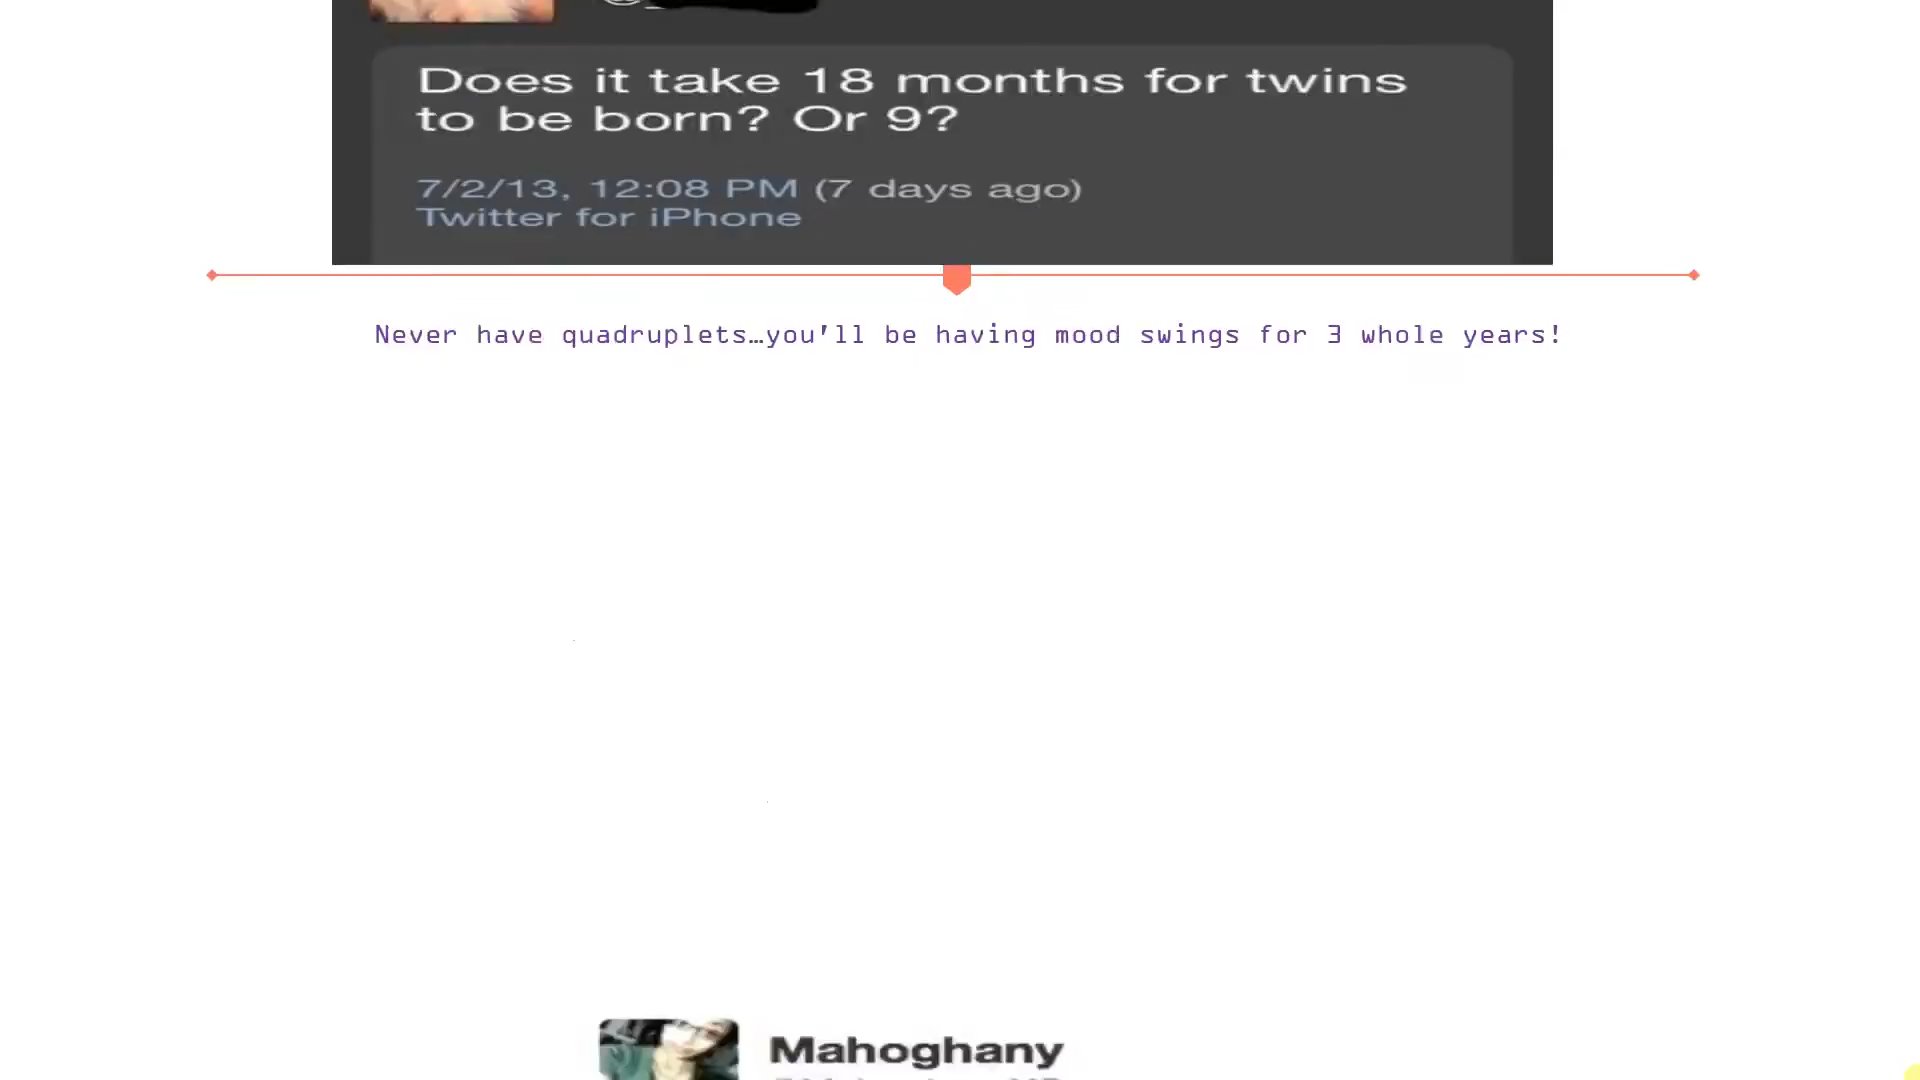 Does it take 18 months for twins
to be born? Or 9?
7/2/13, 12:08 PM (7 days ago)
Twitter for iPhone
Never have quadruplets…you'll be having mood swings for 3 whole years!
Mahoghany